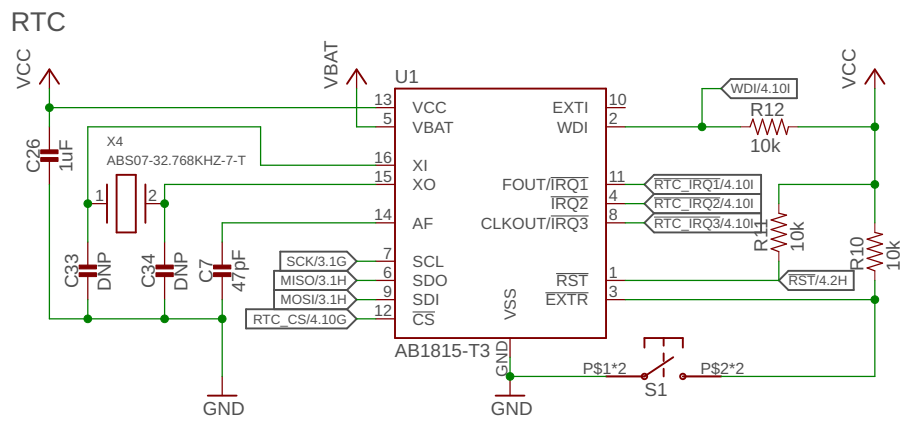 RTC
VCC
VBAT
VCC
U1
13 VCC
5 VBAT
16 XI
15 XO
14 AF
7 SCL
6 SDO
9 SDI
12 CS
EXTI 10
WDI 2
FOUT/IRQ1 11
IRQ2 4
CLKOUT/IRQ3 8
RST 1
EXTR 3
VSS
GND
AB1815-T3
C26
1uF
X4
ABS07-32.768KHZ-7-T
1
2
C33
DNP
C34
DNP
C7
47pF
SCK/3.1G
MISO/3.1H
MOSI/3.1H
RTC_CS/4.10G
WDI/4.10I
R12
10k
RTC_IRQ1/4.10I
RTC_IRQ2/4.10I
RTC_IRQ3/4.10I
R11
10k
R10
10k
RST/4.2H
P$1*2
P$2*2
S1
GND
GND